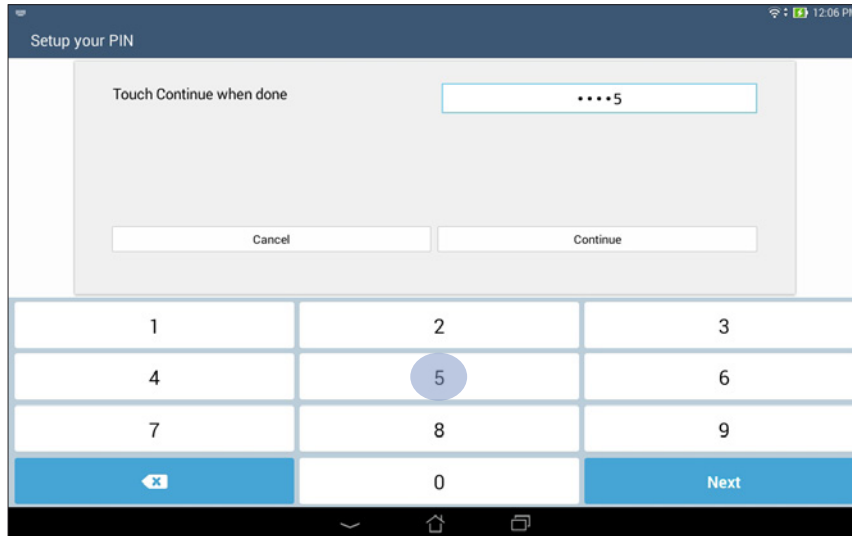 12:06 PM
Setup your PIN
Touch Continue when done
••••5
Cancel
Continue
1
2
3
4
5
6
7
8
9
0
Next